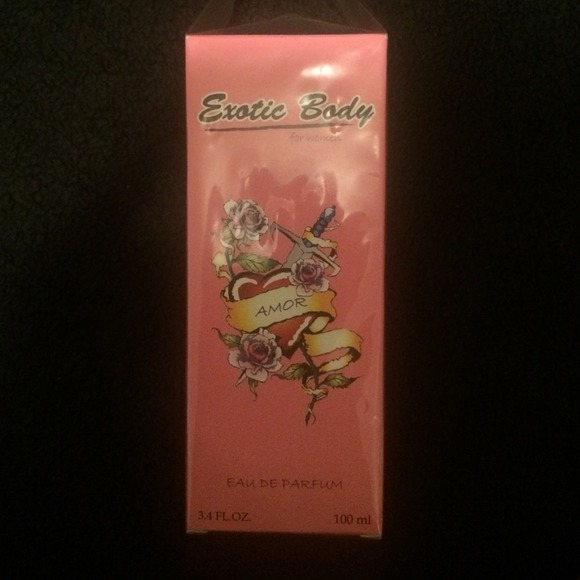 Exotic Body
for women
AMOR
EAU DE PARFUM
3.4 FL.OZ. 100 ml